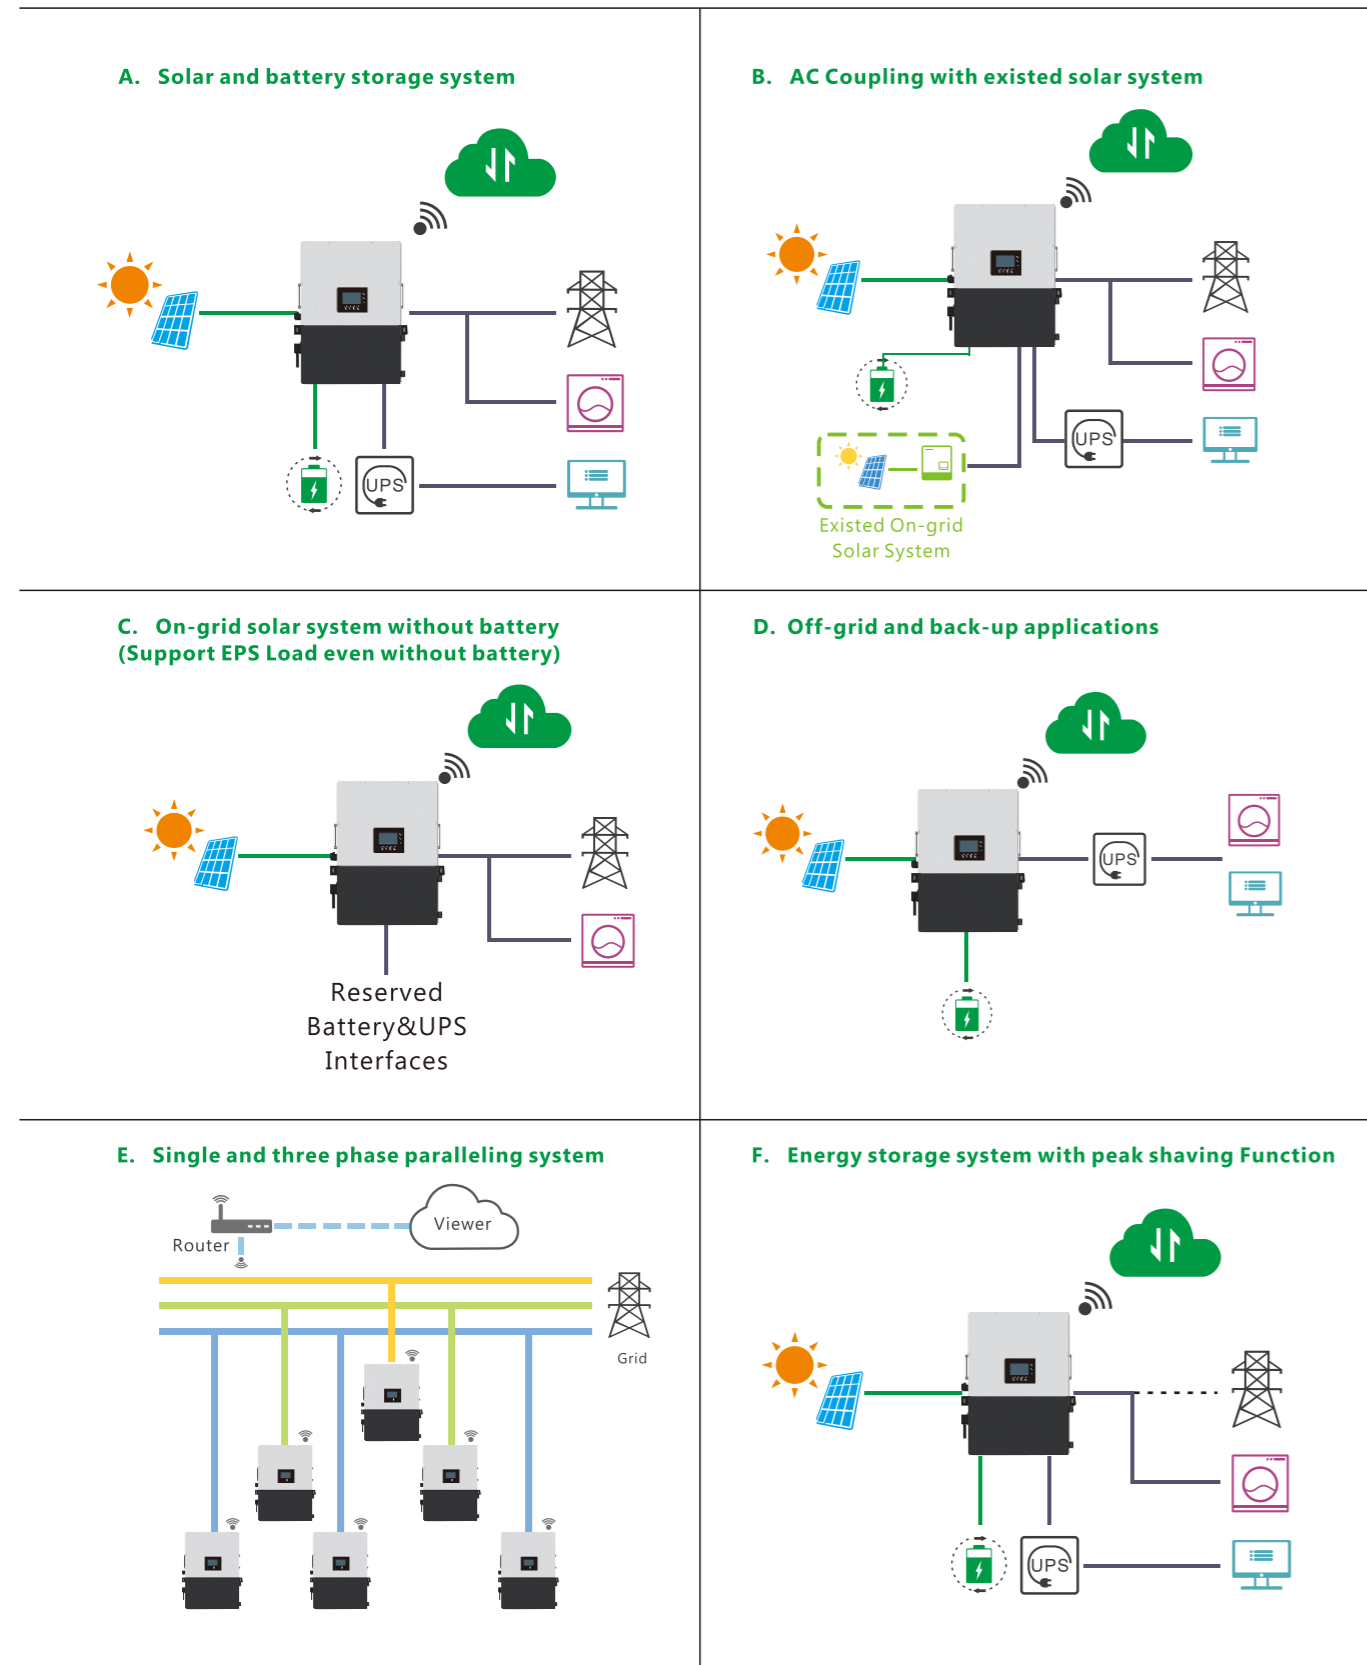 A. Solar and battery storage system
UPS
B. AC Coupling with existed solar system
UPS
Existed On-grid
Solar System
C. On-grid solar system without battery
(Support EPS Load even without battery)
Reserved
Battery&UPS
Interfaces
D. Off-grid and back-up applications
UPS
E. Single and three phase paralleling system
Viewer
Router
Grid
F. Energy storage system with peak shaving Function
UPS